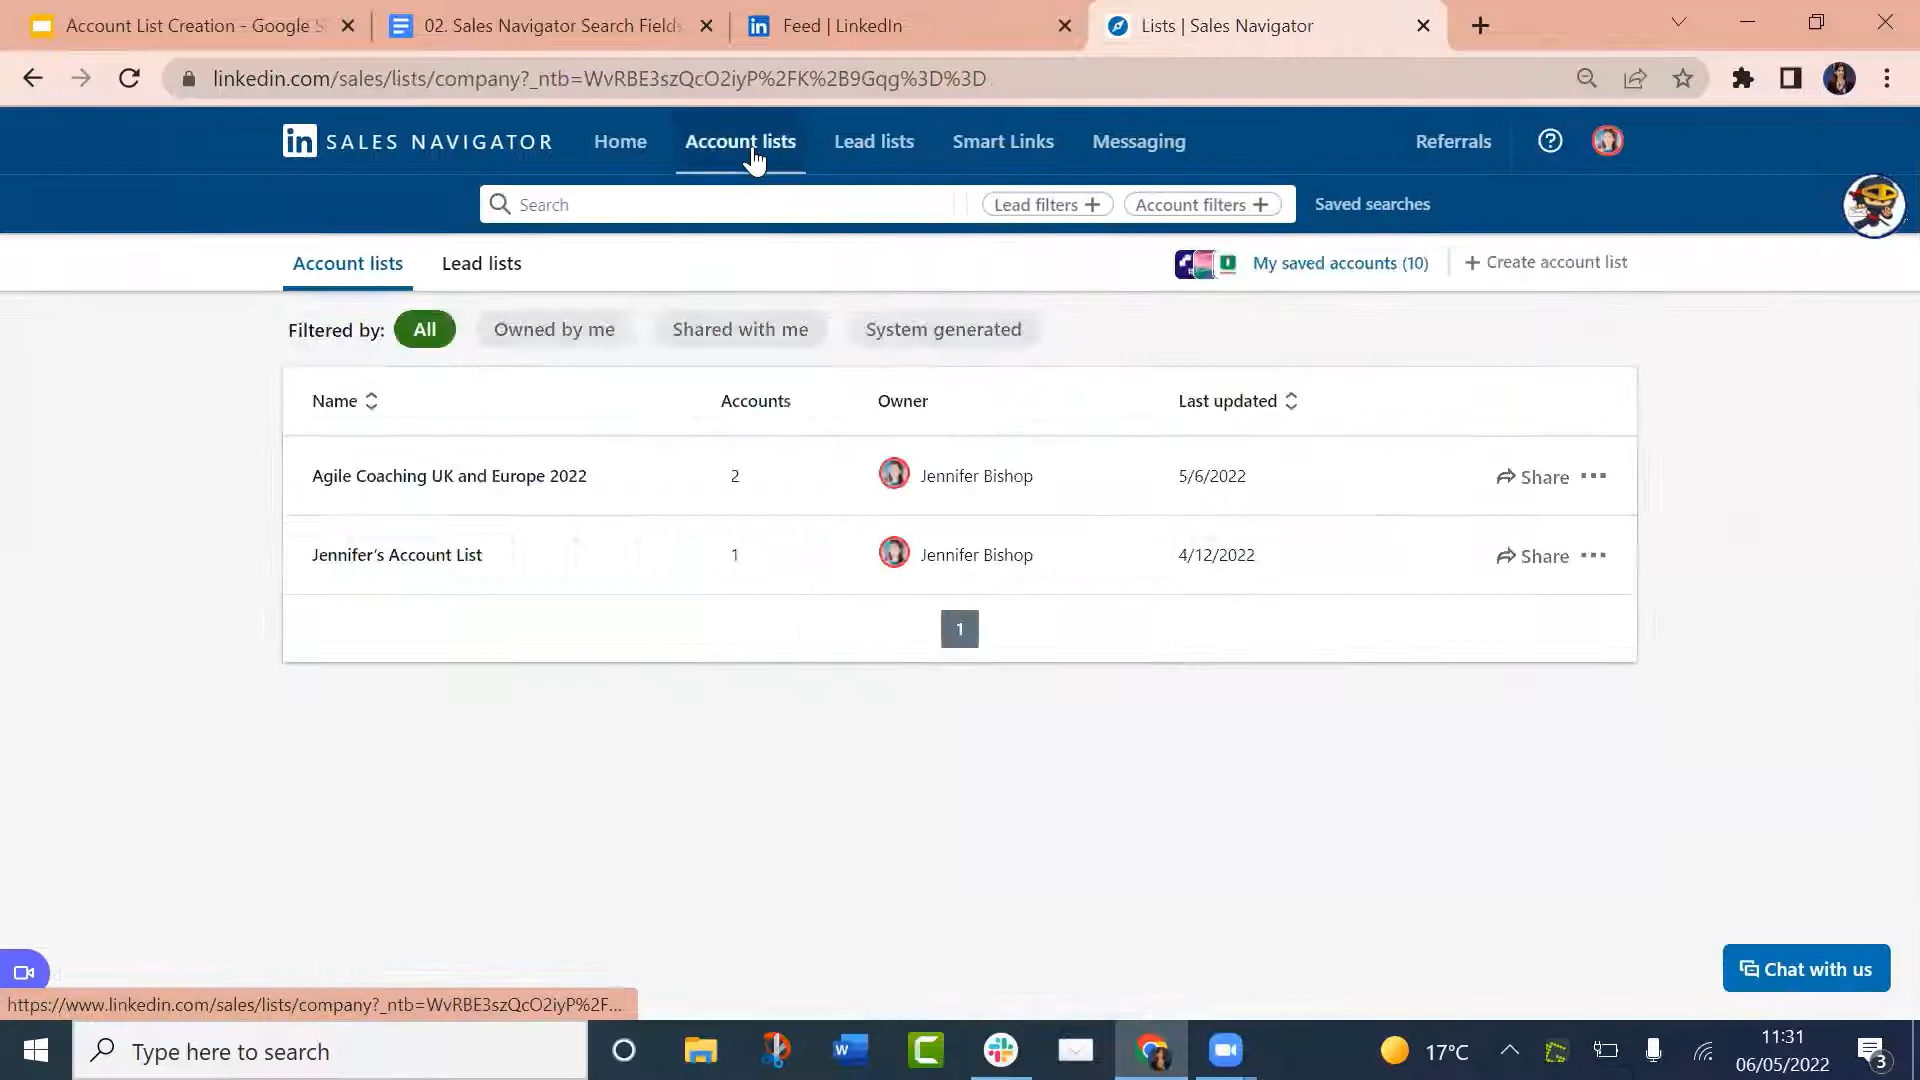 Account List Creation - Google S
02. Sales Navigator Search Fields
Feed | LinkedIn
Lists | Sales Navigator
linkedin.com/sales/lists/company?_ntb=WvRBE3szQcO2iyP%2FK%2B9Gqg%3D%3D
in SALES NAVIGATOR
Home
Account lists
Lead lists
Smart Links
Messaging
Referrals
Search
Lead filters +
Account filters +
Saved searches
Account lists
Lead lists
My saved accounts (10)
+ Create account list
Filtered by:
All
Owned by me
Shared with me
System generated
Name
Accounts
Owner
Last updated
Agile Coaching UK and Europe 2022
2
Jennifer Bishop
5/6/2022
Share
Jennifer’s Account List
1
Jennifer Bishop
4/12/2022
Share
1
Chat with us
https://www.linkedin.com/sales/lists/company?_ntb=WvRBE3szQcO2iyP%2F...
Type here to search
17°C
11:31
06/05/2022
3